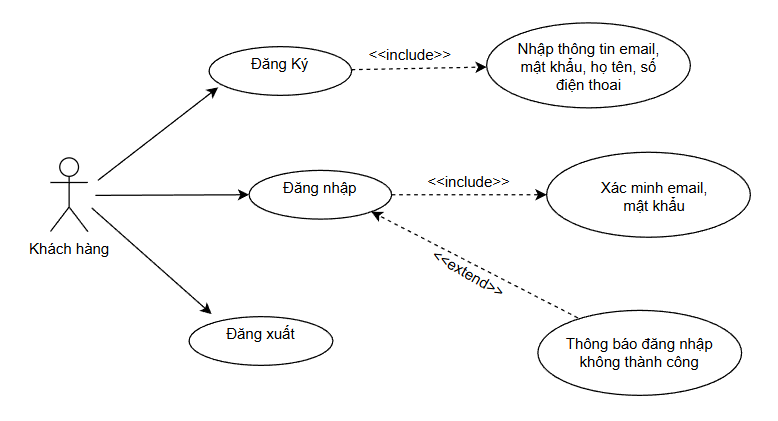 Đăng Ký
<<include>>
Nhập thông tin email,
mật khẩu, họ tên, số
điện thoai
Khách hàng
Đăng nhập
<<include>>
Xác minh email,
mật khẩu
<<extend>>
Đăng xuất
Thông báo đăng nhập
không thành công